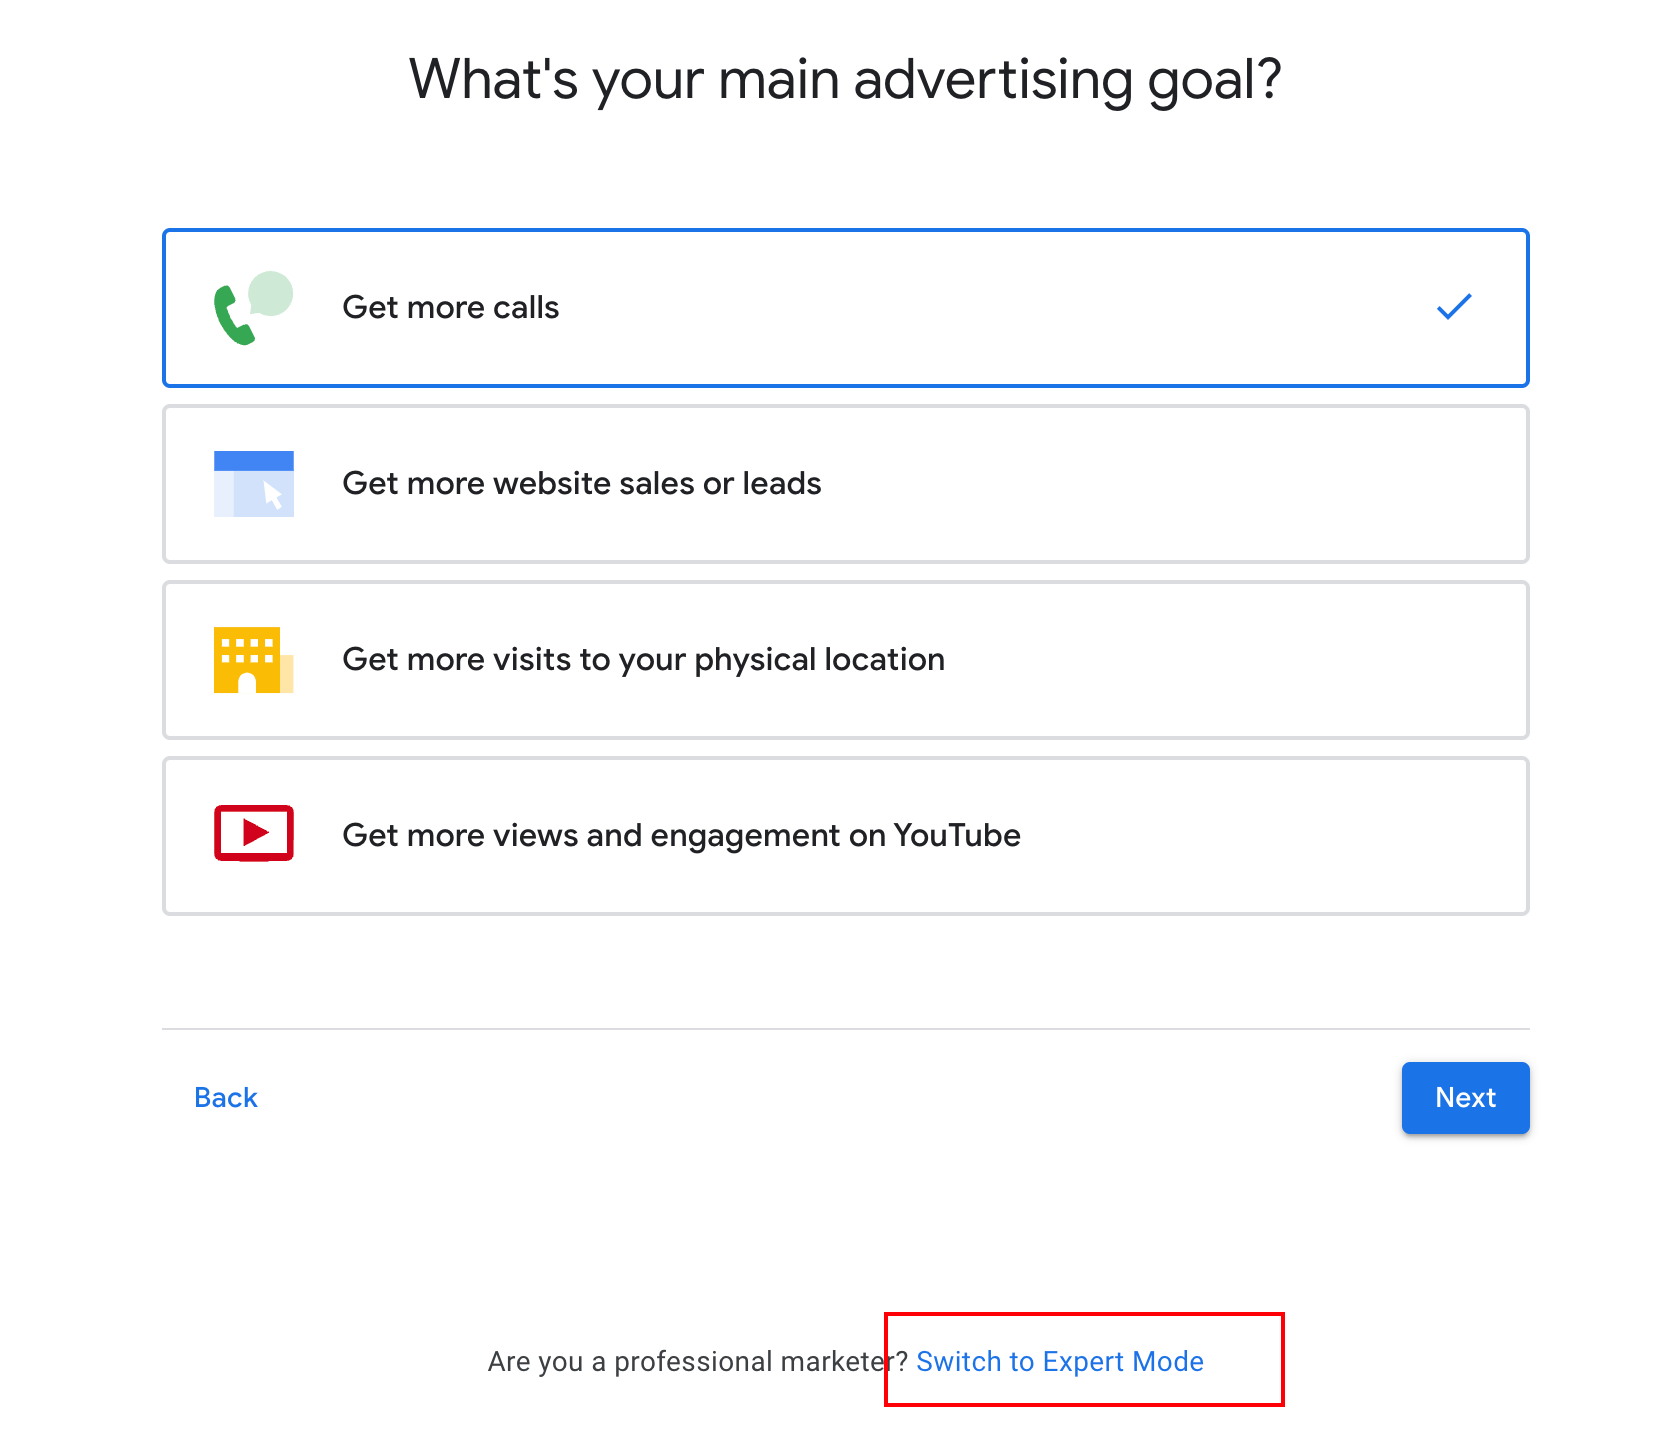 What's your main advertising goal?
Get more calls
Get more website sales or leads
Get more visits to your physical location
Get more views and engagement on YouTube
Back
Next
Are you a professional marketer? Switch to Expert Mode